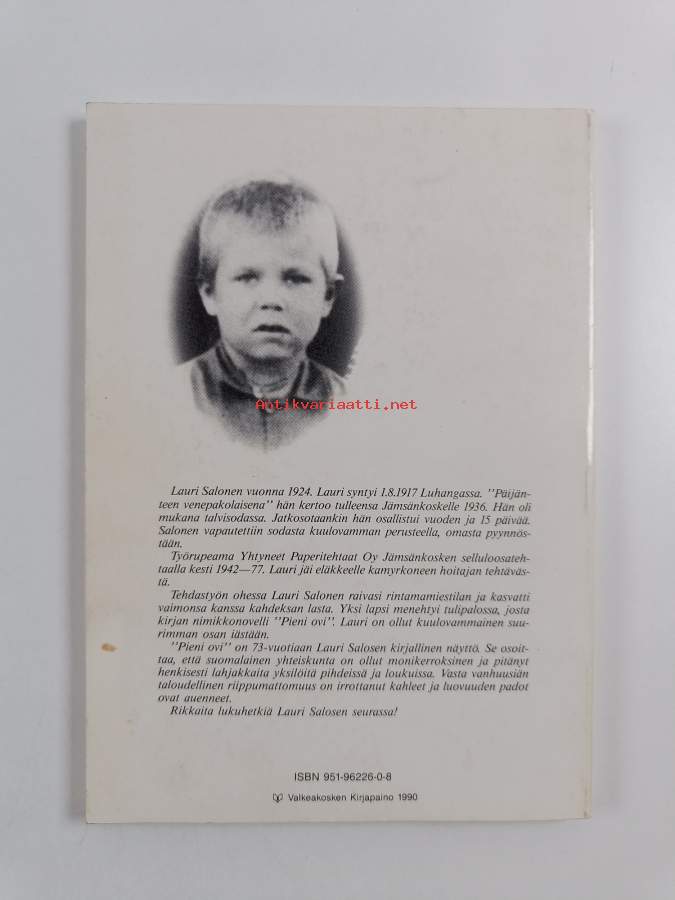 Antikvariaatti.net
Lauri Salonen vuonna 1924. Lauri syntyi 1.8.1917 Luhangassa. ''Päijän-
teen venepakolaisena'' hän kertoo tulleensa Jämsänkoskelle 1936. Hän oli
mukana talvisodassa. Jatkosotaankin hän osallistui vuoden ja 15 päivää.
Salonen vapautettiin sodasta kuulovamman perusteella, omasta pyynnös-
tään.
Työrupeama Yhtyneet Paperitehtaat Oy Jämsänkosken selluloosateh-
taalla kesti 1942—77. Lauri jäi eläkkeelle kamyrkoneen hoitajan tehtäväs-
tä.
Tehdastyön ohessa Lauri Salonen raivasi rintamamiestilan ja kasvatti
vaimonsa kanssa kahdeksan lasta. Yksi lapsi menehtyi tulipalossa, josta
kirjan nimikkonovelli ''Pieni ovi''. Lauri on ollut kuulovammainen suu-
rimman osan iästään.
''Pieni ovi'' on 73-vuotiaan Lauri Salosen kirjallinen näyttö. Se osoit-
taa, että suomalainen yhteiskunta on ollut monikerroksinen ja pitänyt
henkisesti lahjakkaita yksilöitä pihdeissä ja loukuissa. Vasta vanhuusiän
taloudellinen riippumattomuus on irrottanut kahleet ja luovuuden padot
ovat auenneet.
Rikkaita lukuhetkiä Lauri Salosen seurassa!
ISBN 951-96226-0-8
Valkeakosken Kirjapaino 1990